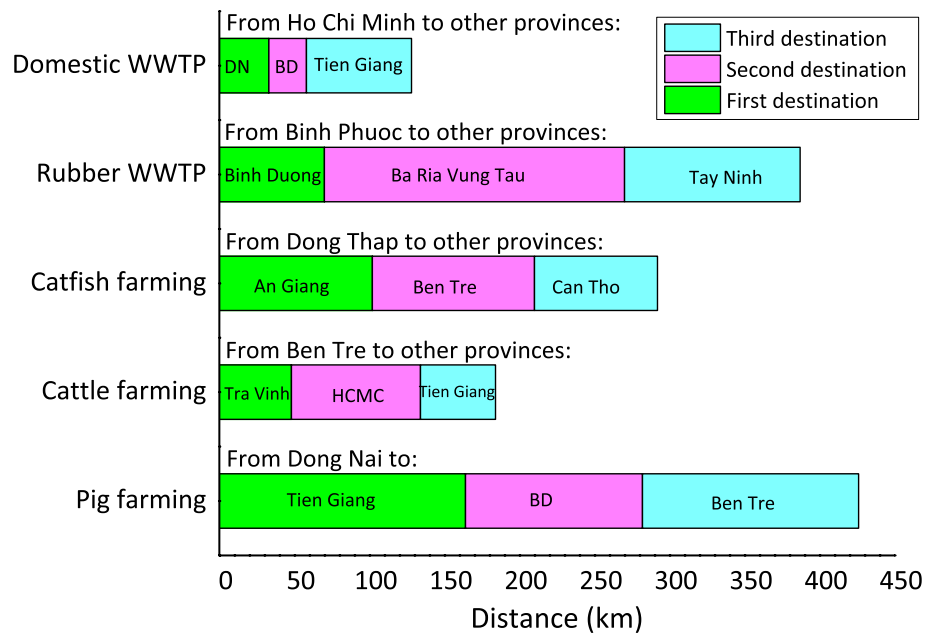 From Ho Chi Minh to other provinces:
Domestic WWTP
DN
BD
Tien Giang
Third destination
Second destination
First destination
From Binh Phuoc to other provinces:
Rubber WWTP
Binh Duong
Ba Ria Vung Tau
Tay Ninh
From Dong Thap to other provinces:
Catfish farming
An Giang
Ben Tre
Can Tho
From Ben Tre to other provinces:
Cattle farming
Tra Vinh
HCMC
Tien Giang
From Dong Nai to:
Pig farming
Tien Giang
BD
Ben Tre
0 50 100 150 200 250 300 350 400 450
Distance (km)